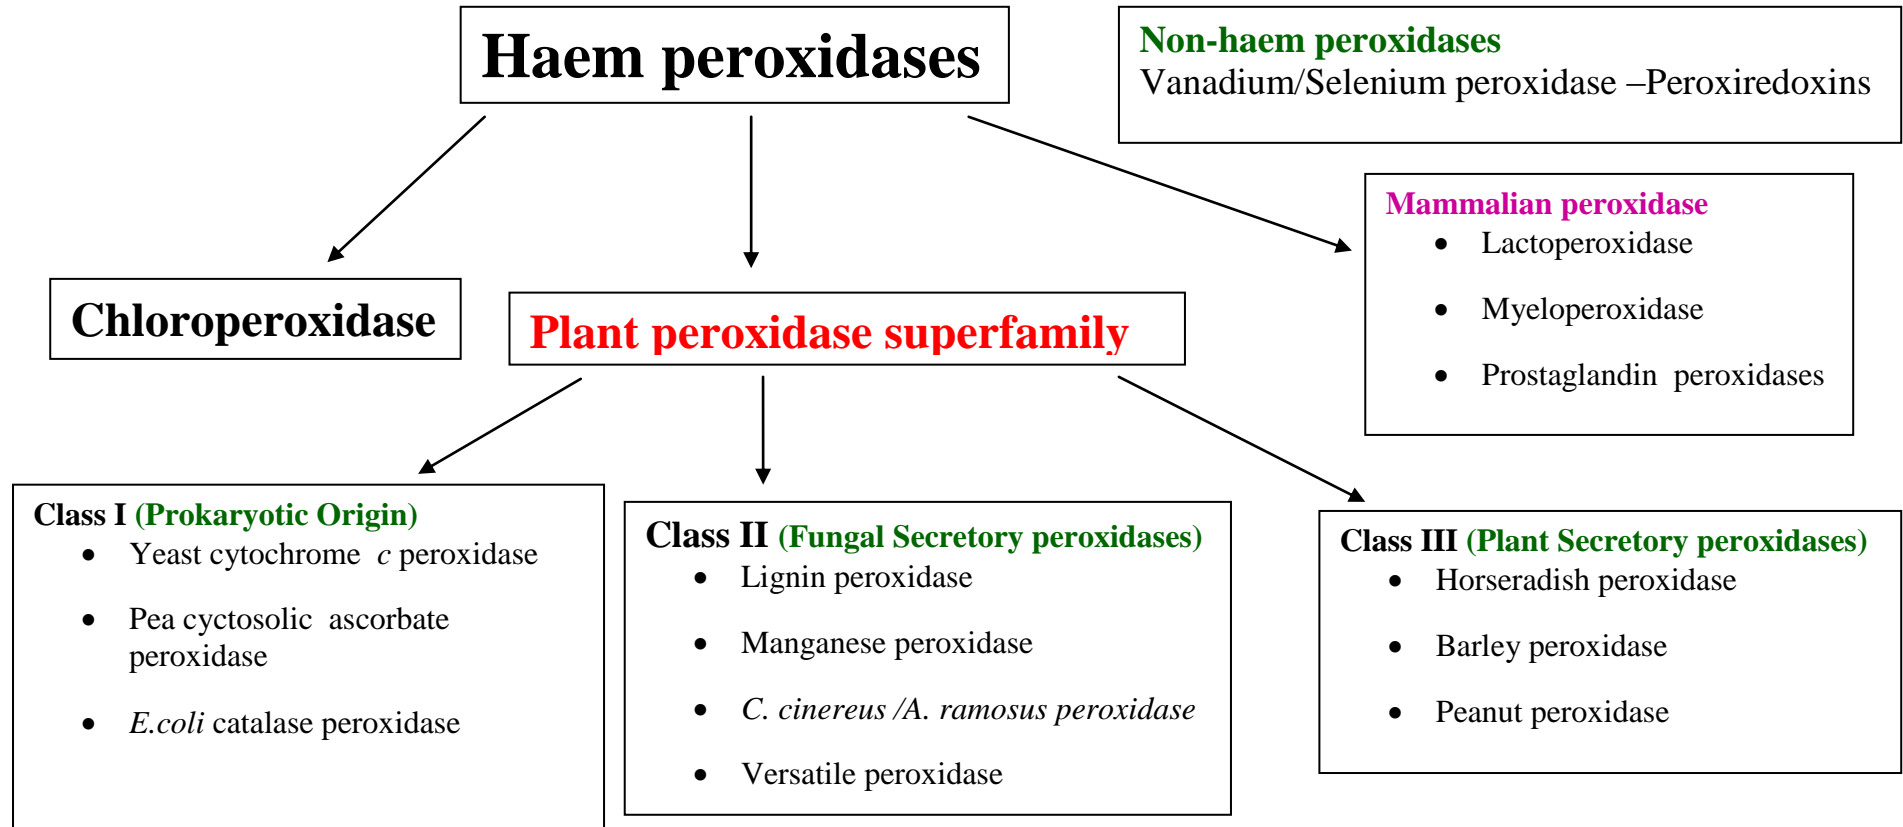 Haem peroxidases
Non-haem peroxidases
Vanadium/Selenium peroxidase –Peroxiredoxins
Mammalian peroxidase
• Lactoperoxidase
• Myeloperoxidase
• Prostaglandin peroxidases
Chloroperoxidase
Plant peroxidase superfamily
Class I (Prokaryotic Origin)
• Yeast cytochrome c peroxidase
• Pea cyctosolic ascorbate
peroxidase
• E.coli catalase peroxidase
Class II (Fungal Secretory peroxidases)
• Lignin peroxidase
• Manganese peroxidase
• C. cinereus /A. ramosus peroxidase
• Versatile peroxidase
Class III (Plant Secretory peroxidases)
• Horseradish peroxidase
• Barley peroxidase
• Peanut peroxidase